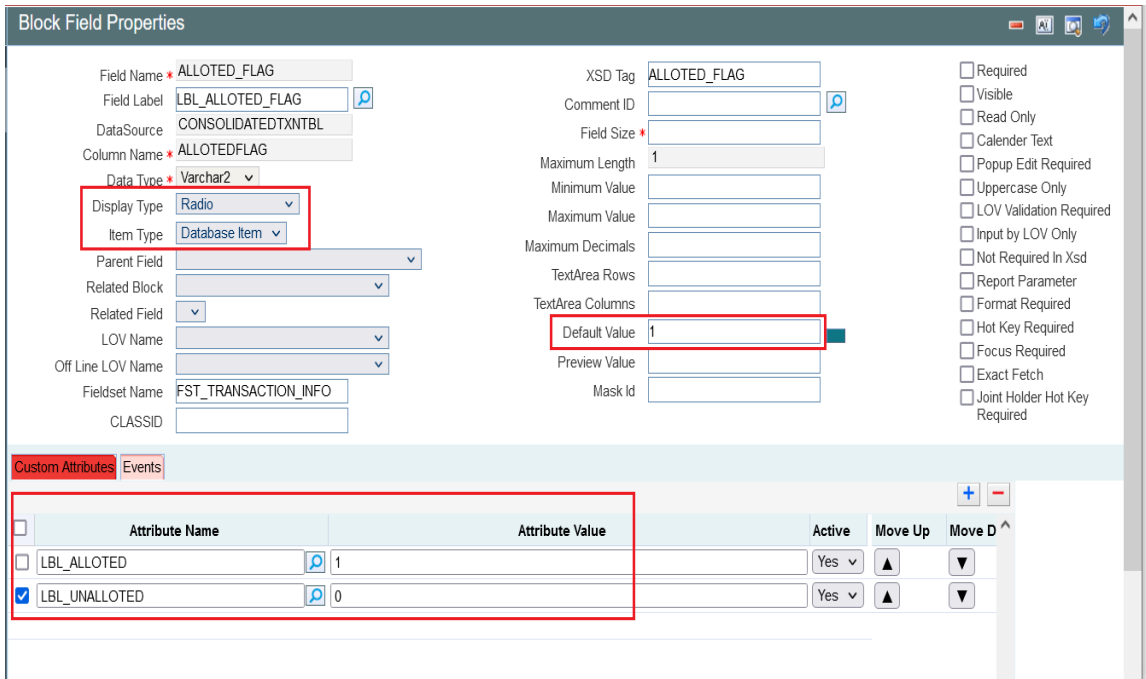 Block Field Properties
Field Name * ALLOTED_FLAG
Field Label LBL_ALLOTED_FLAG
DataSource CONSOLIDATEDTXNTBL
Column Name * ALLOTEDFLAG
Data Type * Varchar2
Display Type Radio
Item Type Database Item
Parent Field
Related Block
Related Field
LOV Name
Off Line LOV Name
Fieldset Name FST_TRANSACTION_INFO
CLASSID
XSD Tag ALLOTED_FLAG
Comment ID
Field Size *
Maximum Length 1
Minimum Value
Maximum Value
Maximum Decimals
TextArea Rows
TextArea Columns
Default Value 1
Preview Value
Mask Id
Required
Visible
Read Only
Calender Text
Popup Edit Required
Uppercase Only
LOV Validation Required
Input by LOV Only
Not Required In Xsd
Report Parameter
Format Required
Hot Key Required
Focus Required
Exact Fetch
Joint Holder Hot Key
Required
Custom Attributes Events
Attribute Name Attribute Value Active Move Up Move D
LBL_ALLOTED 1 Yes
LBL_UNALLOTED 0 Yes